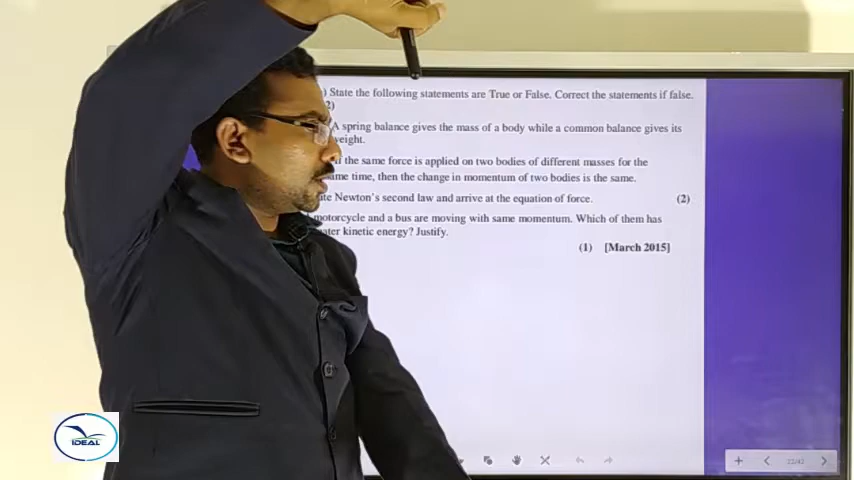 ) State the following statements are True or False. Correct the statements if false.
2)
A spring balance gives the mass of a body while a common balance gives its
weight.
the same force is applied on two bodies of different masses for the
time, then the change in momentum of two bodies is the same.
Newton's second law and arrive at the equation of force. (2)
motorcycle and a bus are moving with same momentum. Which of them has
kinetic energy? Justify.
(1) [March 2015]
IDEAL
22/42